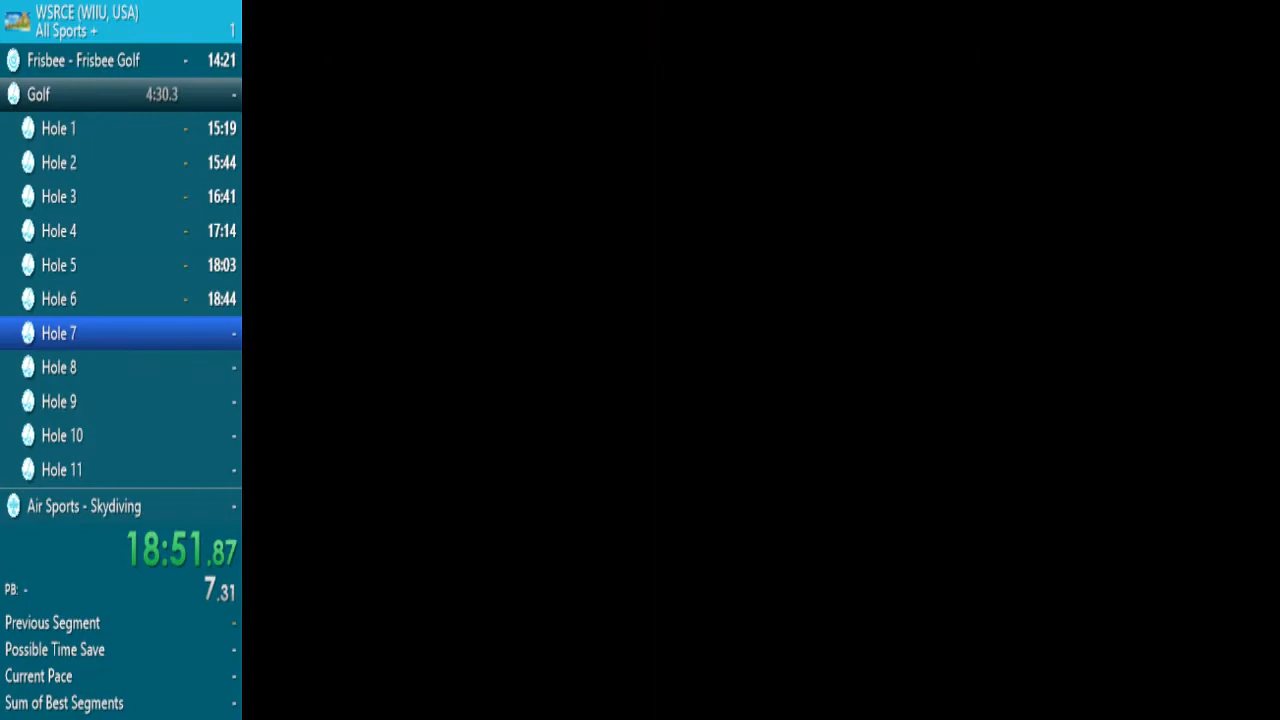 WSRCE (WIIU, USA)
All Sports + 1
Frisbee - Frisbee Golf - 14:21
Golf 4:30.3 -
Hole 1 - 15:19
Hole 2 - 15:44
Hole 3 - 16:41
Hole 4 - 17:14
Hole 5 - 18:03
Hole 6 - 18:44
Hole 7 -
Hole 8 -
Hole 9 -
Hole 10 -
Hole 11 -
Air Sports - Skydiving -
18:51.87
PB: - 7.31
Previous Segment -
Possible Time Save -
Current Pace -
Sum of Best Segments -